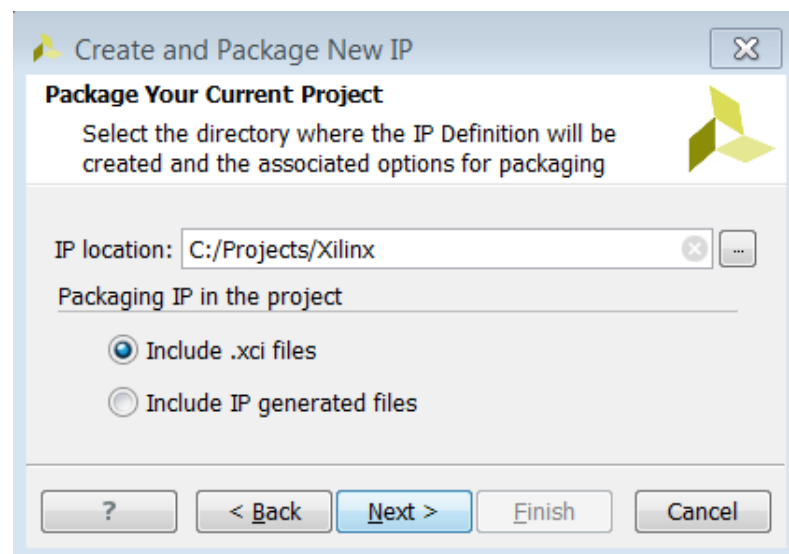 Create and Package New IP
Package Your Current Project
Select the directory where the IP Definition will be
created and the associated options for packaging
IP location: C:/Projects/Xilinx ...
Packaging IP in the project
Include .xci files
Include IP generated files
? < Back Next > Finish Cancel